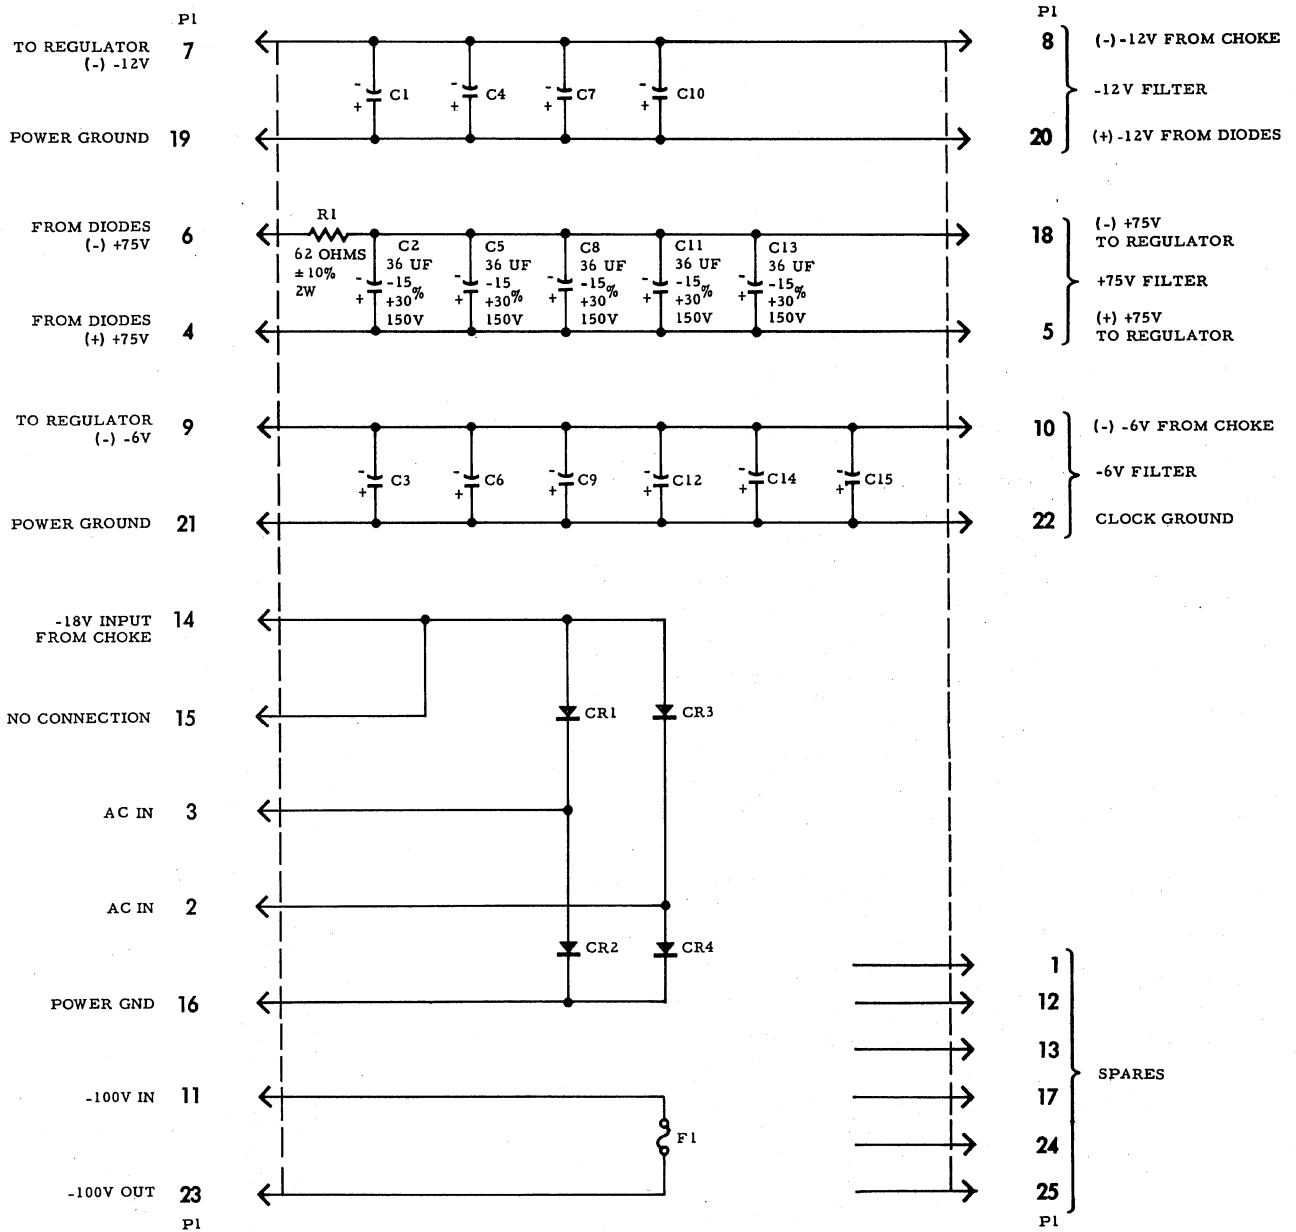 P1
P1
TO REGULATOR 7
(-) -12V
8 (-) -12V FROM CHOKE
- + C1
- + C4
- + C7
- + C10
-12V FILTER
POWER GROUND 19
20 (+) -12V FROM DIODES
FROM DIODES 6
(-) +75V
R1
62 OHMS
±10%
2W
- +
C2
36 UF
-15
+30%
150V
- +
C5
36 UF
-15
+30%
150V
- +
C8
36 UF
-15
+30%
150V
- +
C11
36 UF
-15
+30%
150V
- +
C13
36 UF
-15
+30%
150V
18 (-) +75V
TO REGULATOR
+75V FILTER
FROM DIODES 4
(+) +75V
5 (+) +75V
TO REGULATOR
TO REGULATOR 9
(-) -6V
10 (-) -6V FROM CHOKE
- + C3
- + C6
- + C9
- + C12
- + C14
- + C15
-6V FILTER
POWER GROUND 21
22 CLOCK GROUND
-18V INPUT 14
FROM CHOKE
NO CONNECTION 15
CR1
CR3
AC IN 3
AC IN 2
CR2
CR4
POWER GND 16
-100V IN 11
F1
-100V OUT 23
P1
1
12
13
17
24
25
SPARES
P1